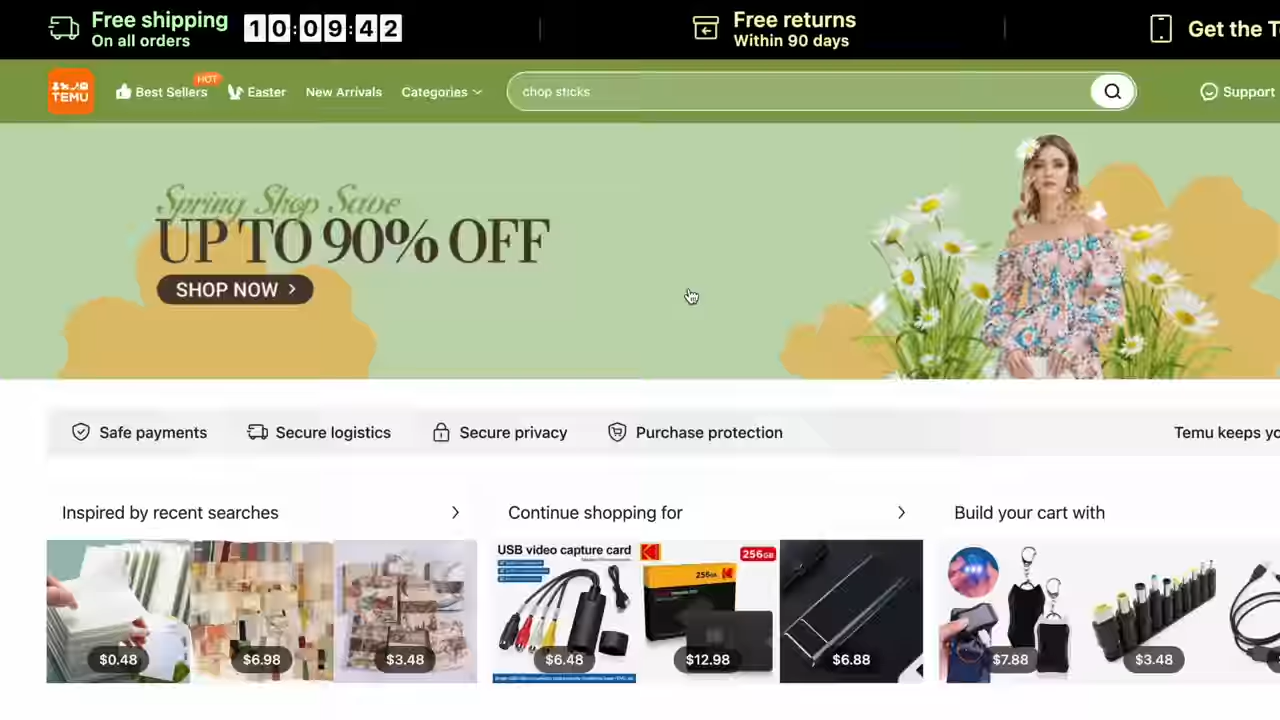 Free shipping
On all orders
10:09:42
Free returns
Within 90 days
Get the T
TEMU
Best Sellers
HOT
Easter
New Arrivals
Categories
chop sticks
Support
Spring Shop Save
UP TO 90% OFF
SHOP NOW >
Safe payments
Secure logistics
Secure privacy
Purchase protection
Temu keeps yo
Inspired by recent searches
Continue shopping for
Build your cart with
USB video capture card
256GB
256GB
$0.48
$6.98
$3.48
$6.48
$12.98
$6.88
$7.88
$3.48